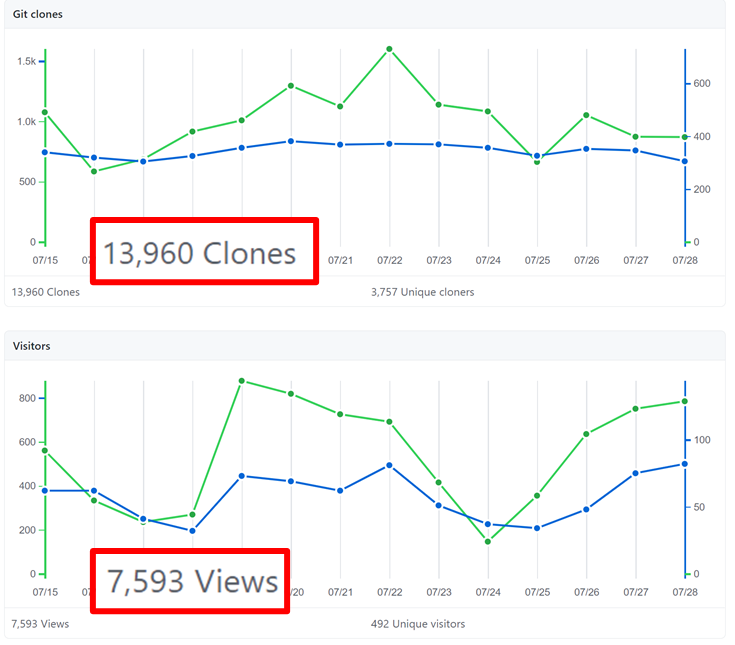 Git clones
1.5k
600
1.0k
400
500
200
0 0
13,960 Clones
07/15 07/21 07/22 07/23 07/24 07/25 07/26 07/27 07/28
13,960 Clones 3,757 Unique cloners
Visitors
800
600
100
400
50
200
0 0
7,593 Views
07/15 /20 07/21 07/22 07/23 07/24 07/25 07/26 07/27 07/28
7,593 Views 492 Unique visitors